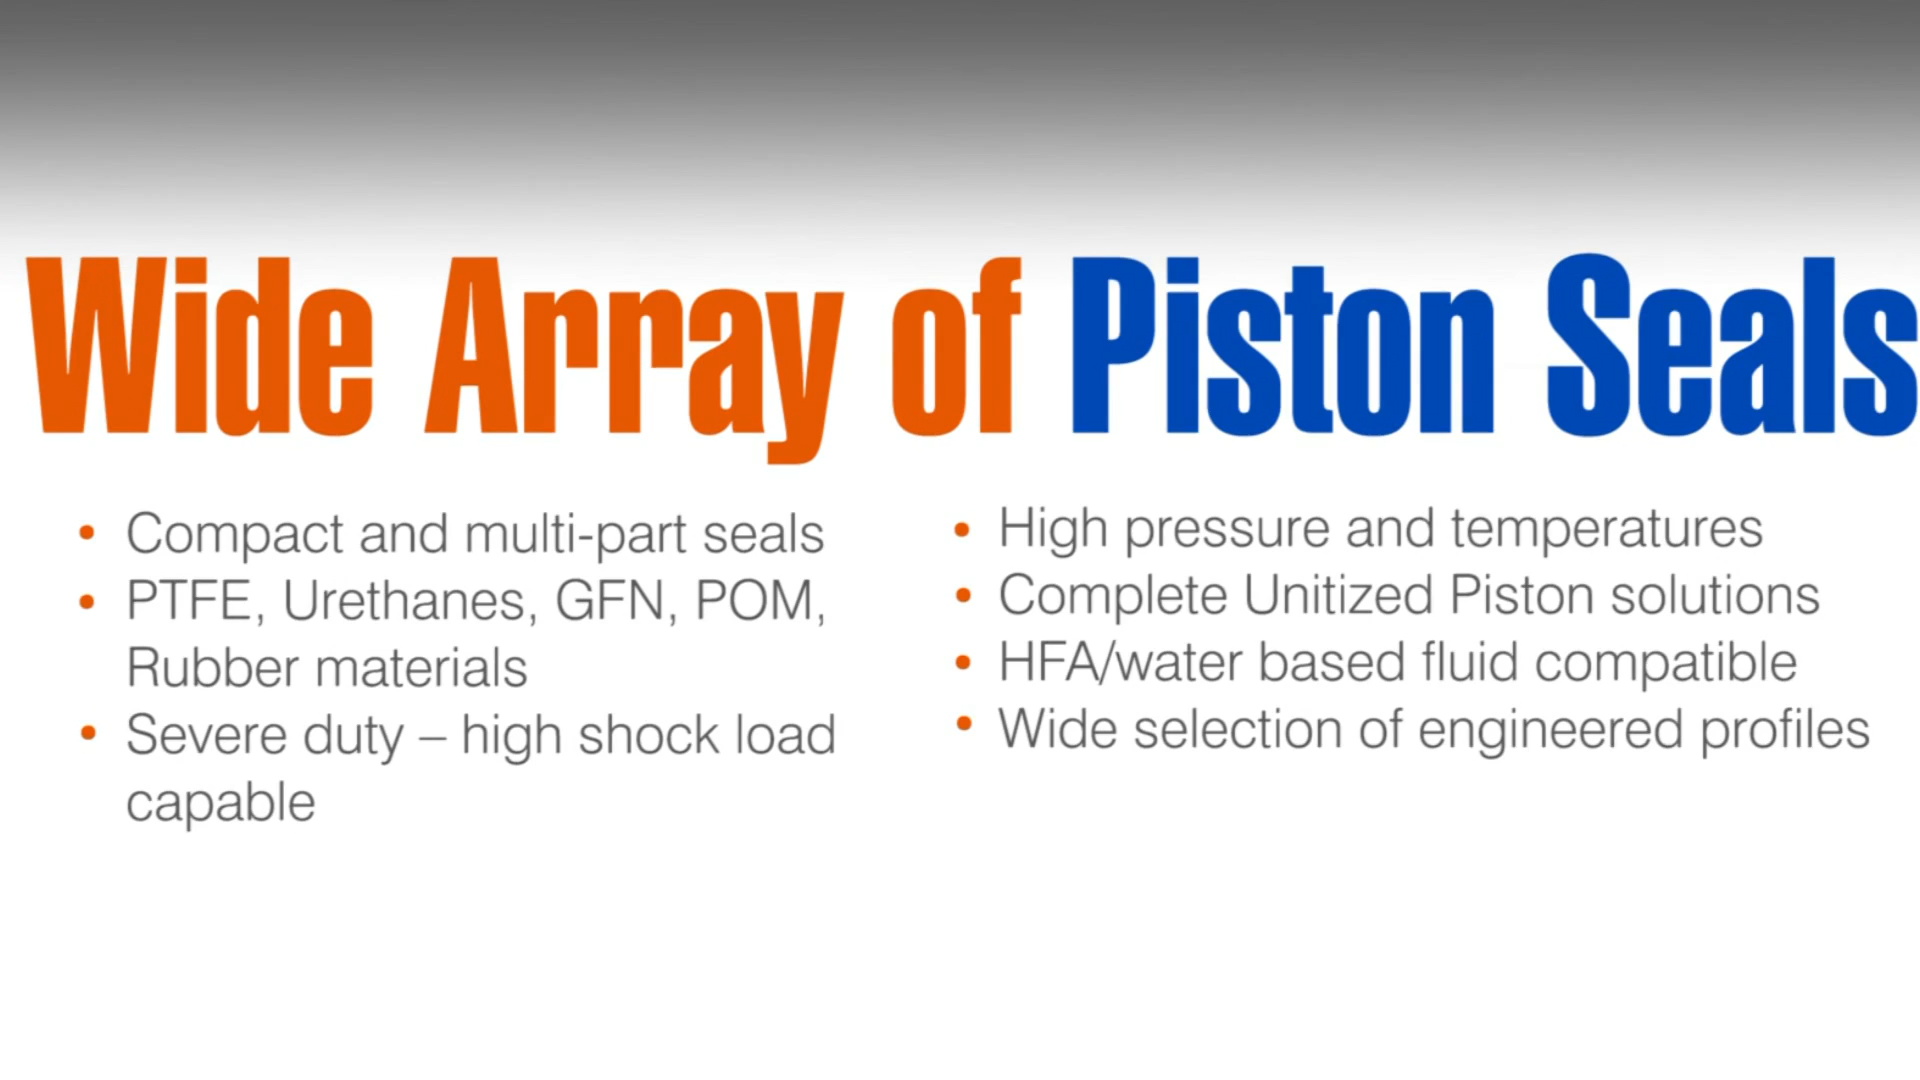 Wide Array of Piston Seals
• Compact and multi-part seals
• PTFE, Urethanes, GFN, POM,
Rubber materials
• Severe duty – high shock load
capable
• High pressure and temperatures
• Complete Unitized Piston solutions
• HFA/water based fluid compatible
• Wide selection of engineered profiles